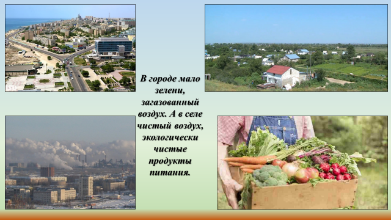 В городе мало
зелени,
загазованный
воздух. А в селе
чистый воздух,
экологически
чистые
продукты
питания.